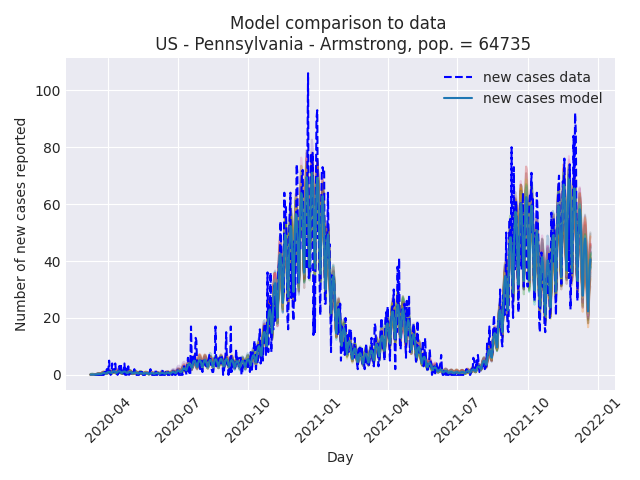 Model comparison to data
US - Pennsylvania - Armstrong, pop. = 64735
new cases data
new cases model
Number of new cases reported
100
80
60
40
20
0
2020-04
2020-07
2020-10
2021-01
2021-04
2021-07
2021-10
2022-01
Day